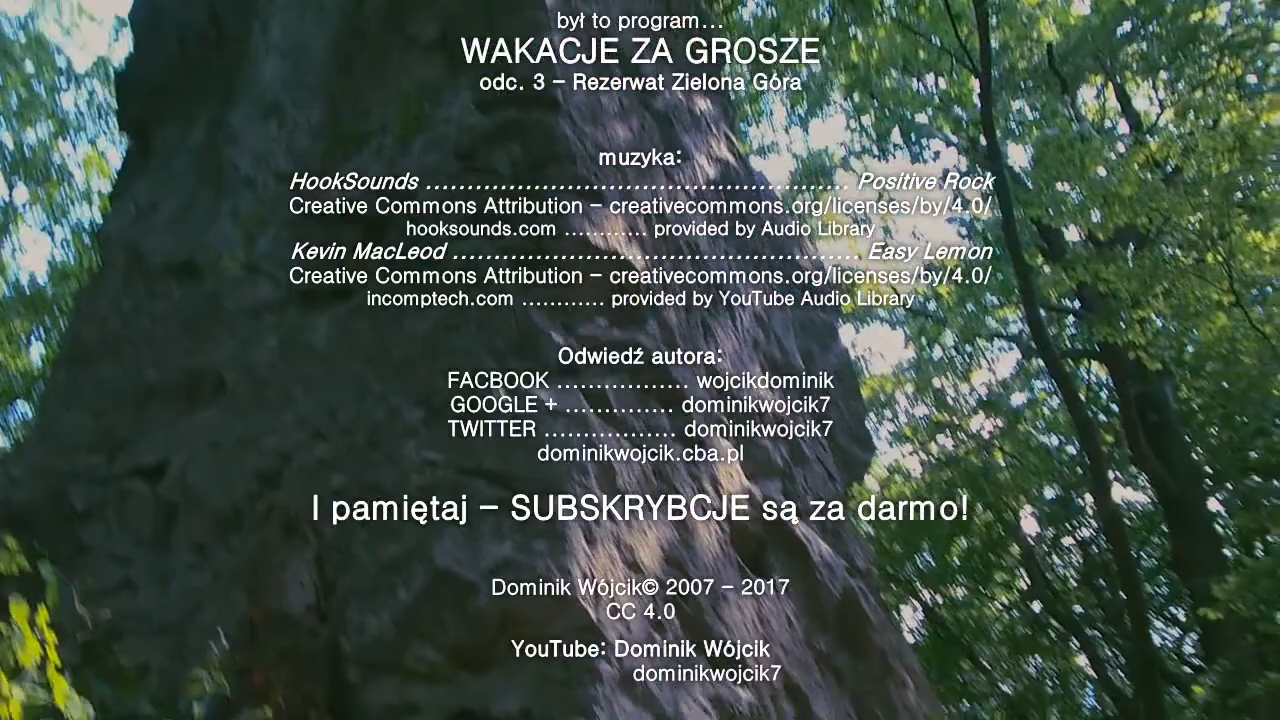 był to program...
WAKACJE ZA GROSZE
odc. 3 – Rezerwat Zielona Góra
muzyka:
HookSounds .................................................. Positive Rock
Creative Commons Attribution – creativecommons.org/licenses/by/4.0/
hooksounds.com ............ provided by Audio Library
Kevin MacLeod ................................................ Easy Lemon
Creative Commons Attribution – creativecommons.org/licenses/by/4.0/
incomptech.com ............ provided by YouTube Audio Library
Odwiedź autora:
FACBOOK ................. wojcikdominik
GOOGLE + .............. dominikwojcik7
TWITTER ................. dominikwojcik7
dominikwojcik.cba.pl
I pamiętaj – SUBSKRYBCJE są za darmo!
Dominik Wójcik© 2007 – 2017
CC 4.0
YouTube: Dominik Wójcik
dominikwojcik7